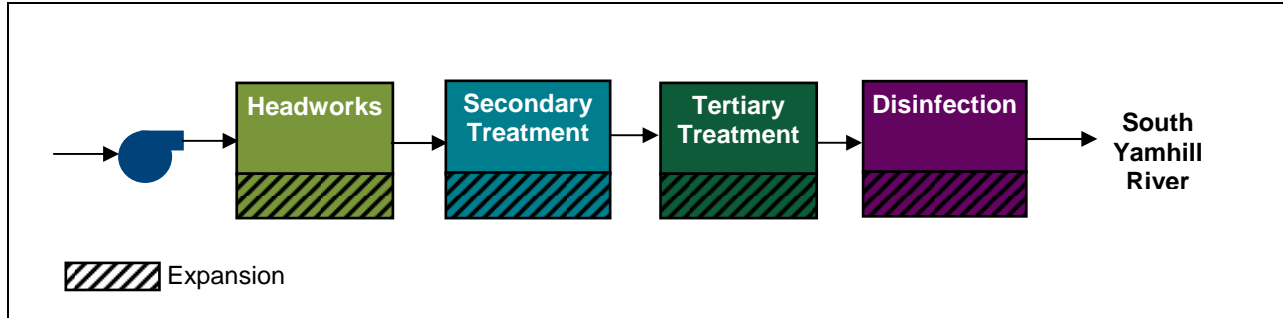 Headworks
Secondary
Treatment
Tertiary
Treatment
Disinfection
South
Yamhill
River
Expansion